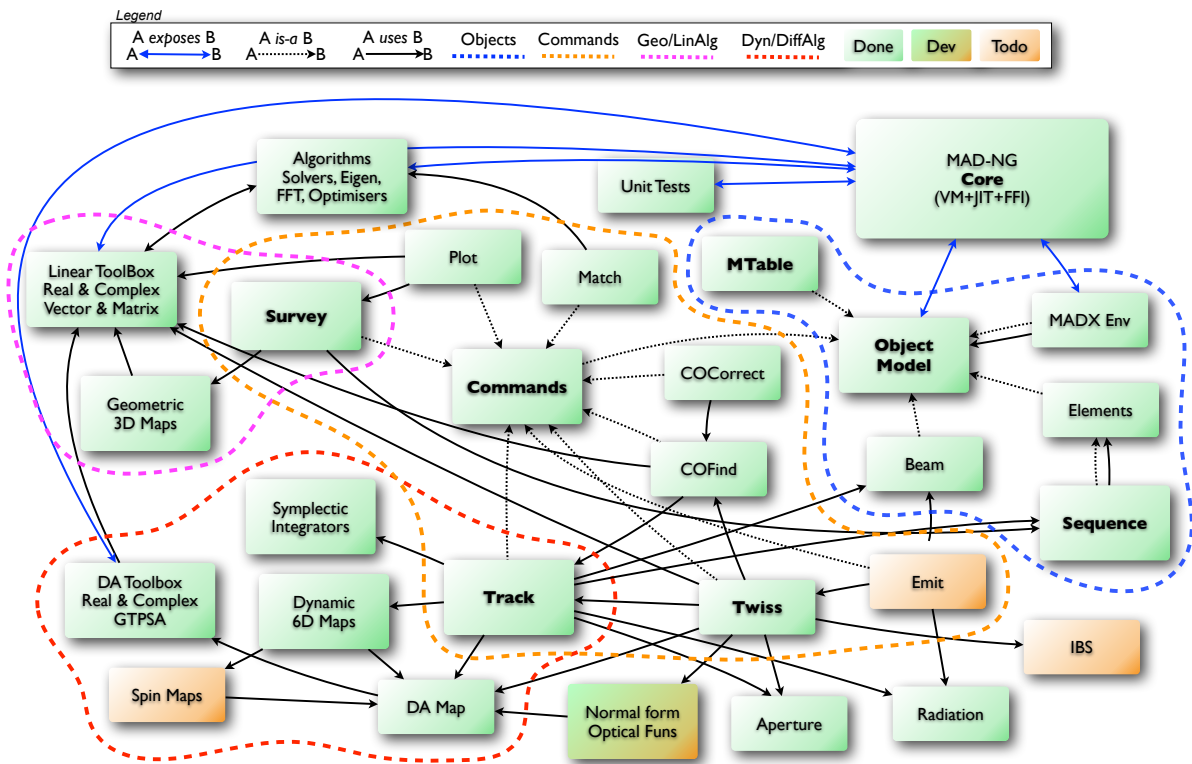 Legend
A exposes B
A B
A is-a B
A B
A uses B
A B
Objects
Commands
Geo/LinAlg
Dyn/DiffAlg
Done
Dev
Todo
Algorithms
Solvers, Eigen,
FFT, Optimisers
Unit Tests
MAD-NG
Core
(VM+JIT+FFI)
Linear ToolBox
Real & Complex
Vector & Matrix
Plot
Match
MTable
MADX Env
Survey
Object
Model
Commands
COCorrect
Geometric
3D Maps
Elements
COFind
Beam
Symplectic
Integrators
Sequence
DA Toolbox
Real & Complex
GTPSA
Dynamic
6D Maps
Track
Twiss
Emit
IBS
Spin Maps
DA Map
Normal form
Optical Funs
Aperture
Radiation